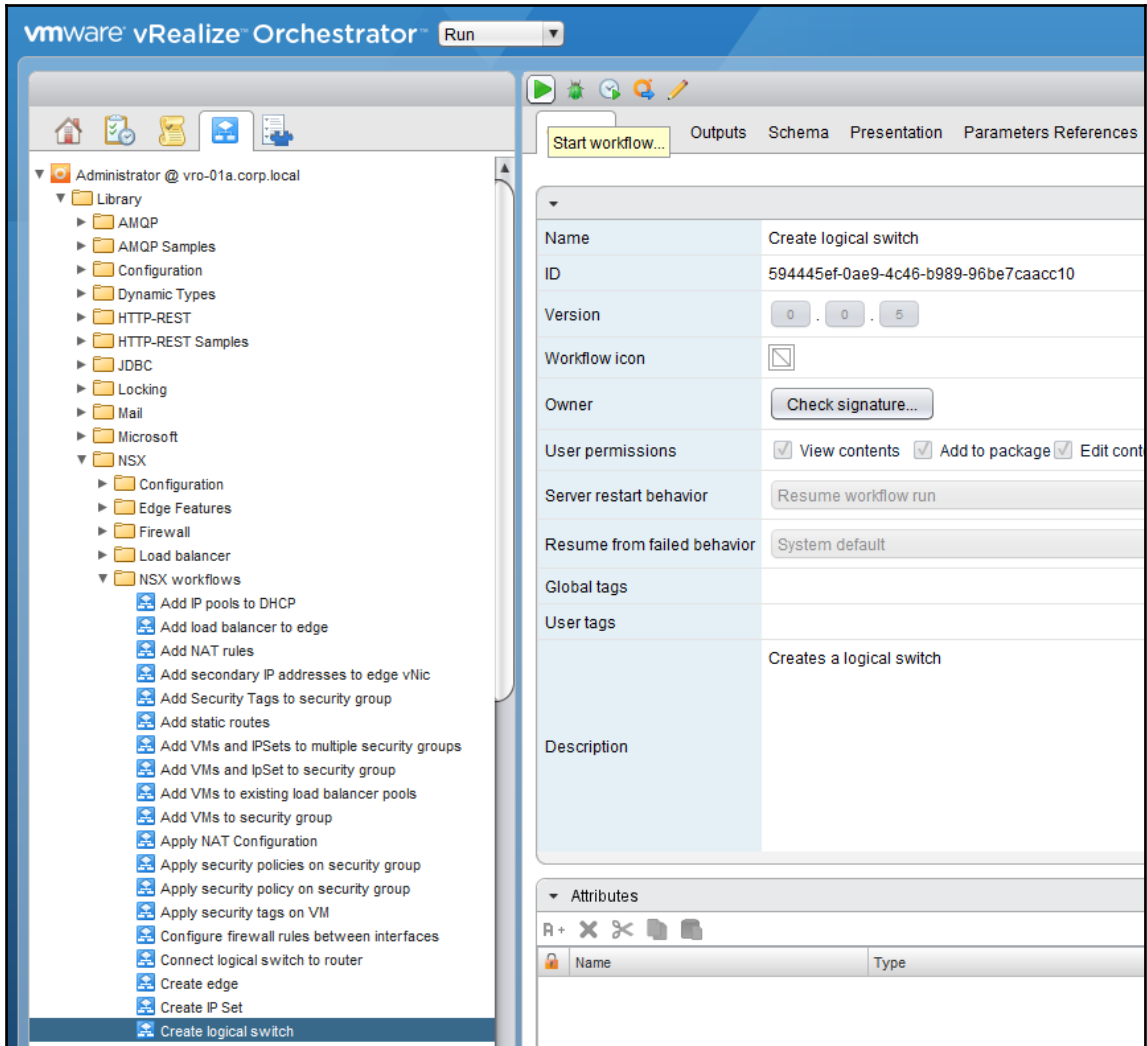 vmware® vRealize™ Orchestrator™ Run
Start workflow...
Outputs Schema Presentation Parameters References
Administrator @ vro-01a.corp.local
Library
AMQP
AMQP Samples
Configuration
Dynamic Types
HTTP-REST
HTTP-REST Samples
JDBC
Locking
Mail
Microsoft
NSX
Configuration
Edge Features
Firewall
Load balancer
NSX workflows
Add IP pools to DHCP
Add load balancer to edge
Add NAT rules
Add secondary IP addresses to edge vNic
Add Security Tags to security group
Add static routes
Add VMs and IPSets to multiple security groups
Add VMs and IpSet to security group
Add VMs to existing load balancer pools
Add VMs to security group
Apply NAT Configuration
Apply security policies on security group
Apply security policy on security group
Apply security tags on VM
Configure firewall rules between interfaces
Connect logical switch to router
Create edge
Create IP Set
Create logical switch
Name Create logical switch
ID 594445ef-0ae9-4c46-b989-96be7caacc10
Version 0 . 0 . 5
Workflow icon
Owner Check signature...
User permissions View contents Add to package Edit cont
Server restart behavior Resume workflow run
Resume from failed behavior System default
Global tags
User tags
Creates a logical switch
Description
Attributes
A+
Name Type